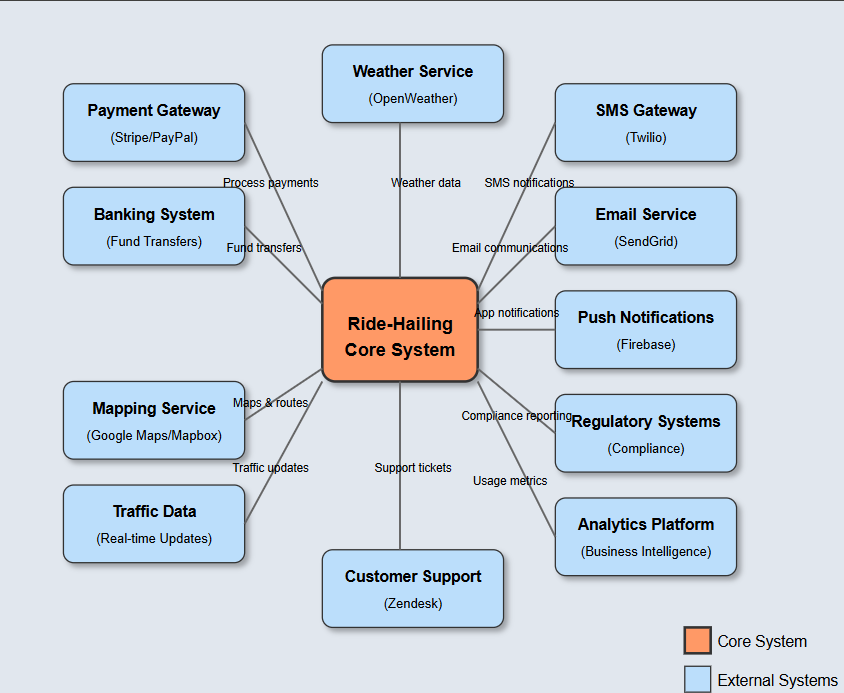 Weather Service
(OpenWeather)
Payment Gateway
(Stripe/PayPal)
SMS Gateway
(Twilio)
Process payments
Weather data
SMS notifications
Banking System
(Fund Transfers)
Email Service
(SendGrid)
Fund transfers
Email communications
App notifications
Push Notifications
(Firebase)
Ride-Hailing
Core System
Mapping Service
(Google Maps/Mapbox)
Maps & routes
Compliance reporting
Regulatory Systems
(Compliance)
Traffic updates
Support tickets
Usage metrics
Traffic Data
(Real-time Updates)
Analytics Platform
(Business Intelligence)
Customer Support
(Zendesk)
Core System
External Systems